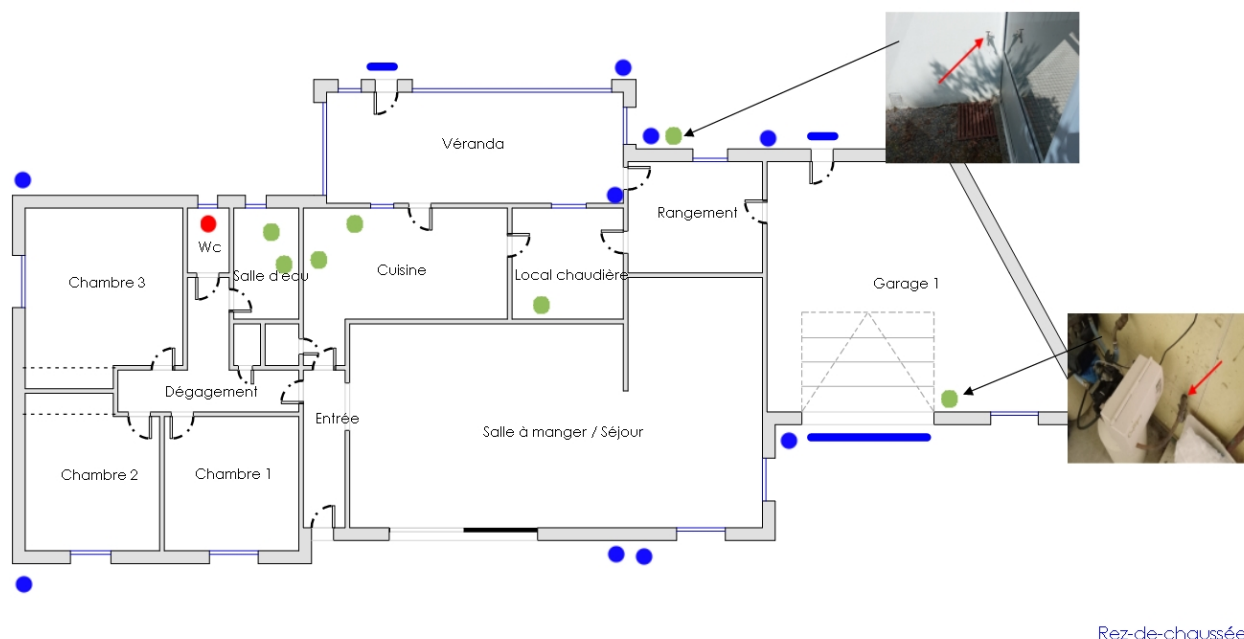 Véranda
Rangement
Wc
Salle d'eau
Cuisine
Local chaudière
Chambre 3
Garage 1
Dégagement
Entrée
Salle à manger / Séjour
Chambre 2
Chambre 1
Rez-de-chaussée